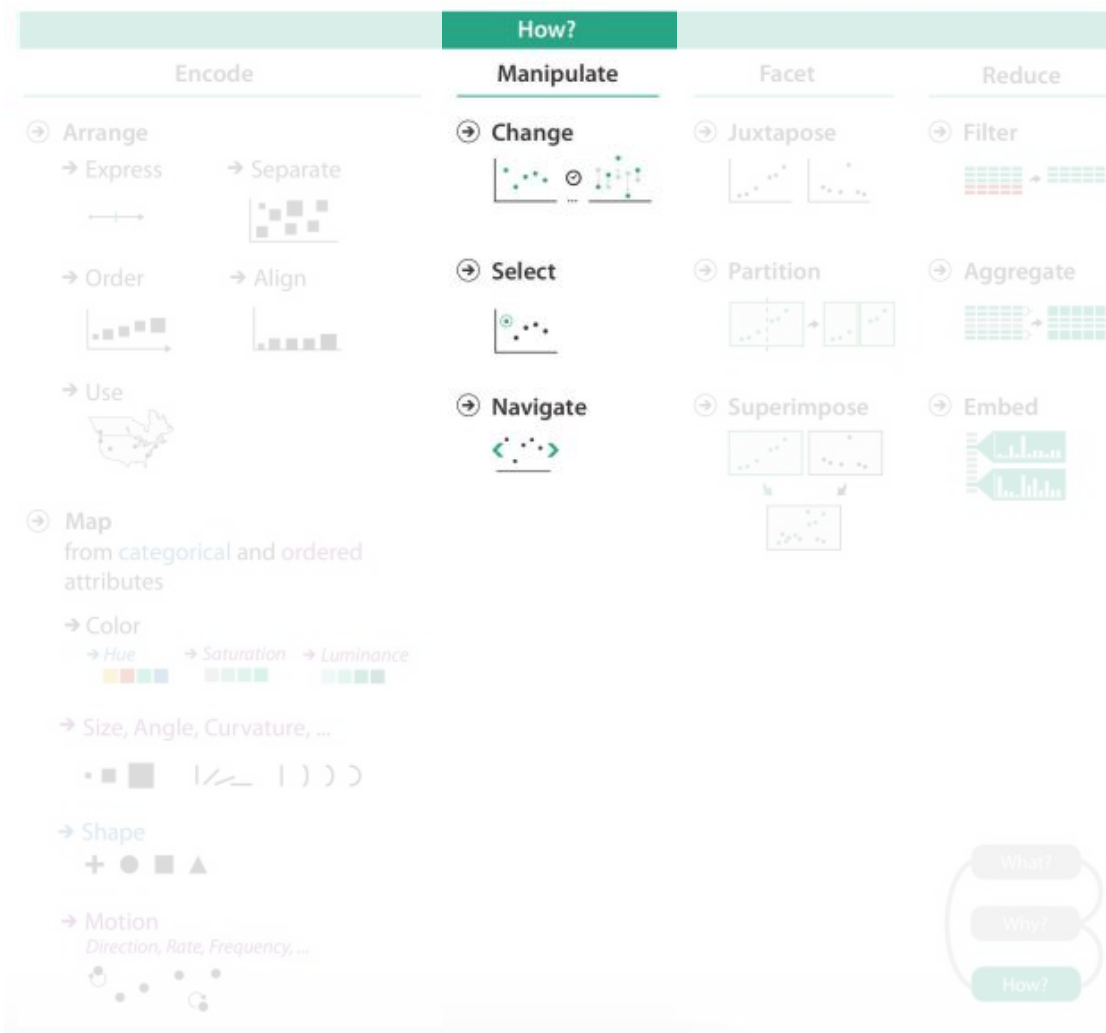 How?
Encode
Manipulate
Facet
Reduce
Arrange
Express
Separate
Order
Align
Use
Map
from categorical and ordered
attributes
Color
Hue
Saturation
Luminance
Size, Angle, Curvature, ...
Shape
Motion
Direction, Rate, Frequency, ...
Change
...
Select
Navigate
Juxtapose
Partition
Superimpose
Filter
Aggregate
Embed
What?
Why?
How?